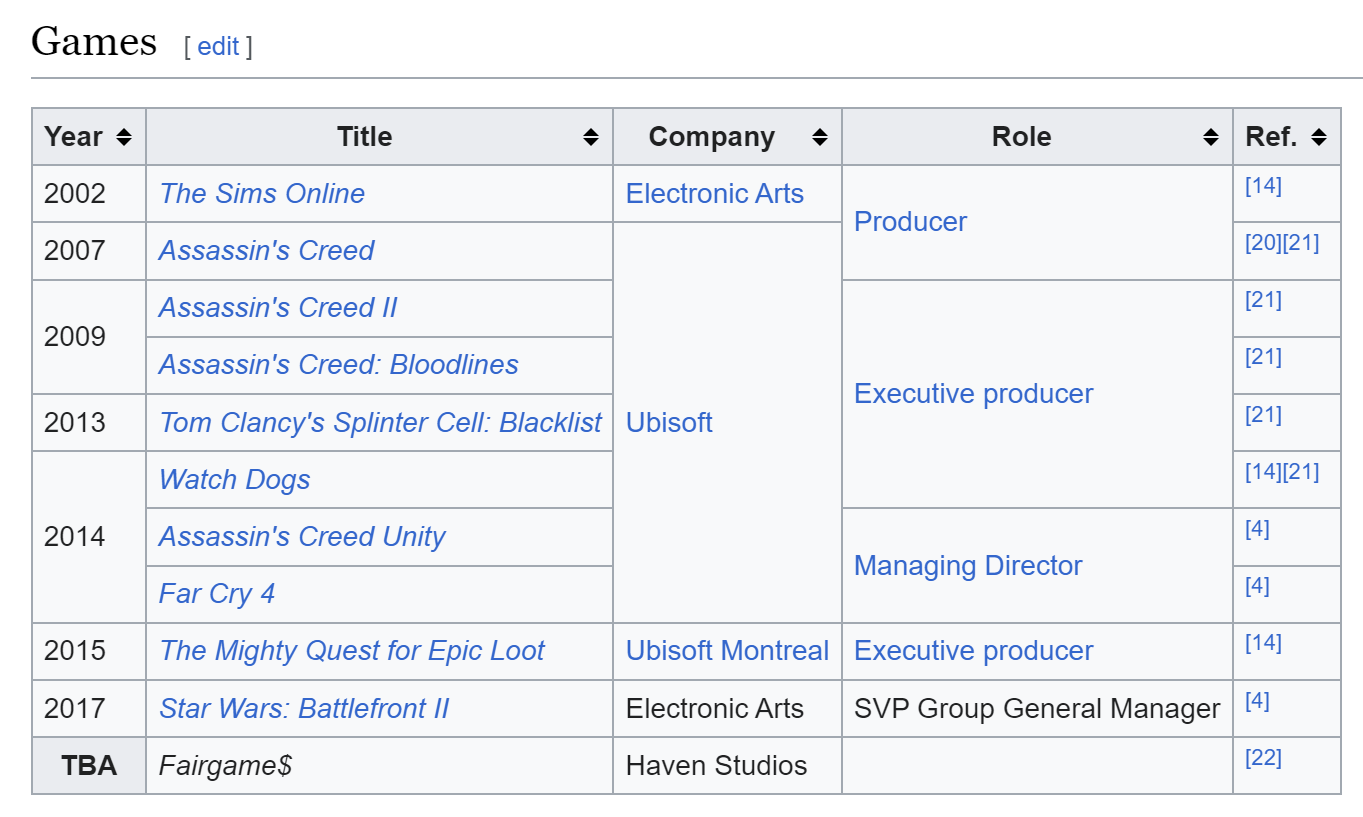 Games [ edit ]
Year Title Company Role Ref.
2002 The Sims Online Electronic Arts Producer [14]
2007 Assassin's Creed Ubisoft [20][21]
2009 Assassin's Creed II Executive producer [21]
Assassin's Creed: Bloodlines [21]
2013 Tom Clancy's Splinter Cell: Blacklist [21]
2014 Watch Dogs [14][21]
Assassin's Creed Unity Managing Director [4]
Far Cry 4 [4]
2015 The Mighty Quest for Epic Loot Ubisoft Montreal Executive producer [14]
2017 Star Wars: Battlefront II Electronic Arts SVP Group General Manager [4]
TBA Fairgame$ Haven Studios [22]